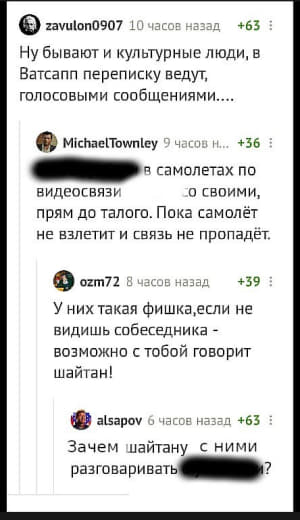 zavulon0907 10 часов назад +63
Ну бывают и культурные люди, в
Ватсапп переписку ведут,
голосовыми сообщениями....
MichaelTownley 9 часов н... +36
в самолетах по
видеосвязи со своими,
прям до талого. Пока самолёт
не взлетит и связь не пропадёт.
ozm72 8 часов назад +39
У них такая фишка,если не
видишь собеседника -
возможно с тобой говорит
шайтан!
alsapov 6 часов назад +63
Зачем шайтану с ними
разговаривать ?